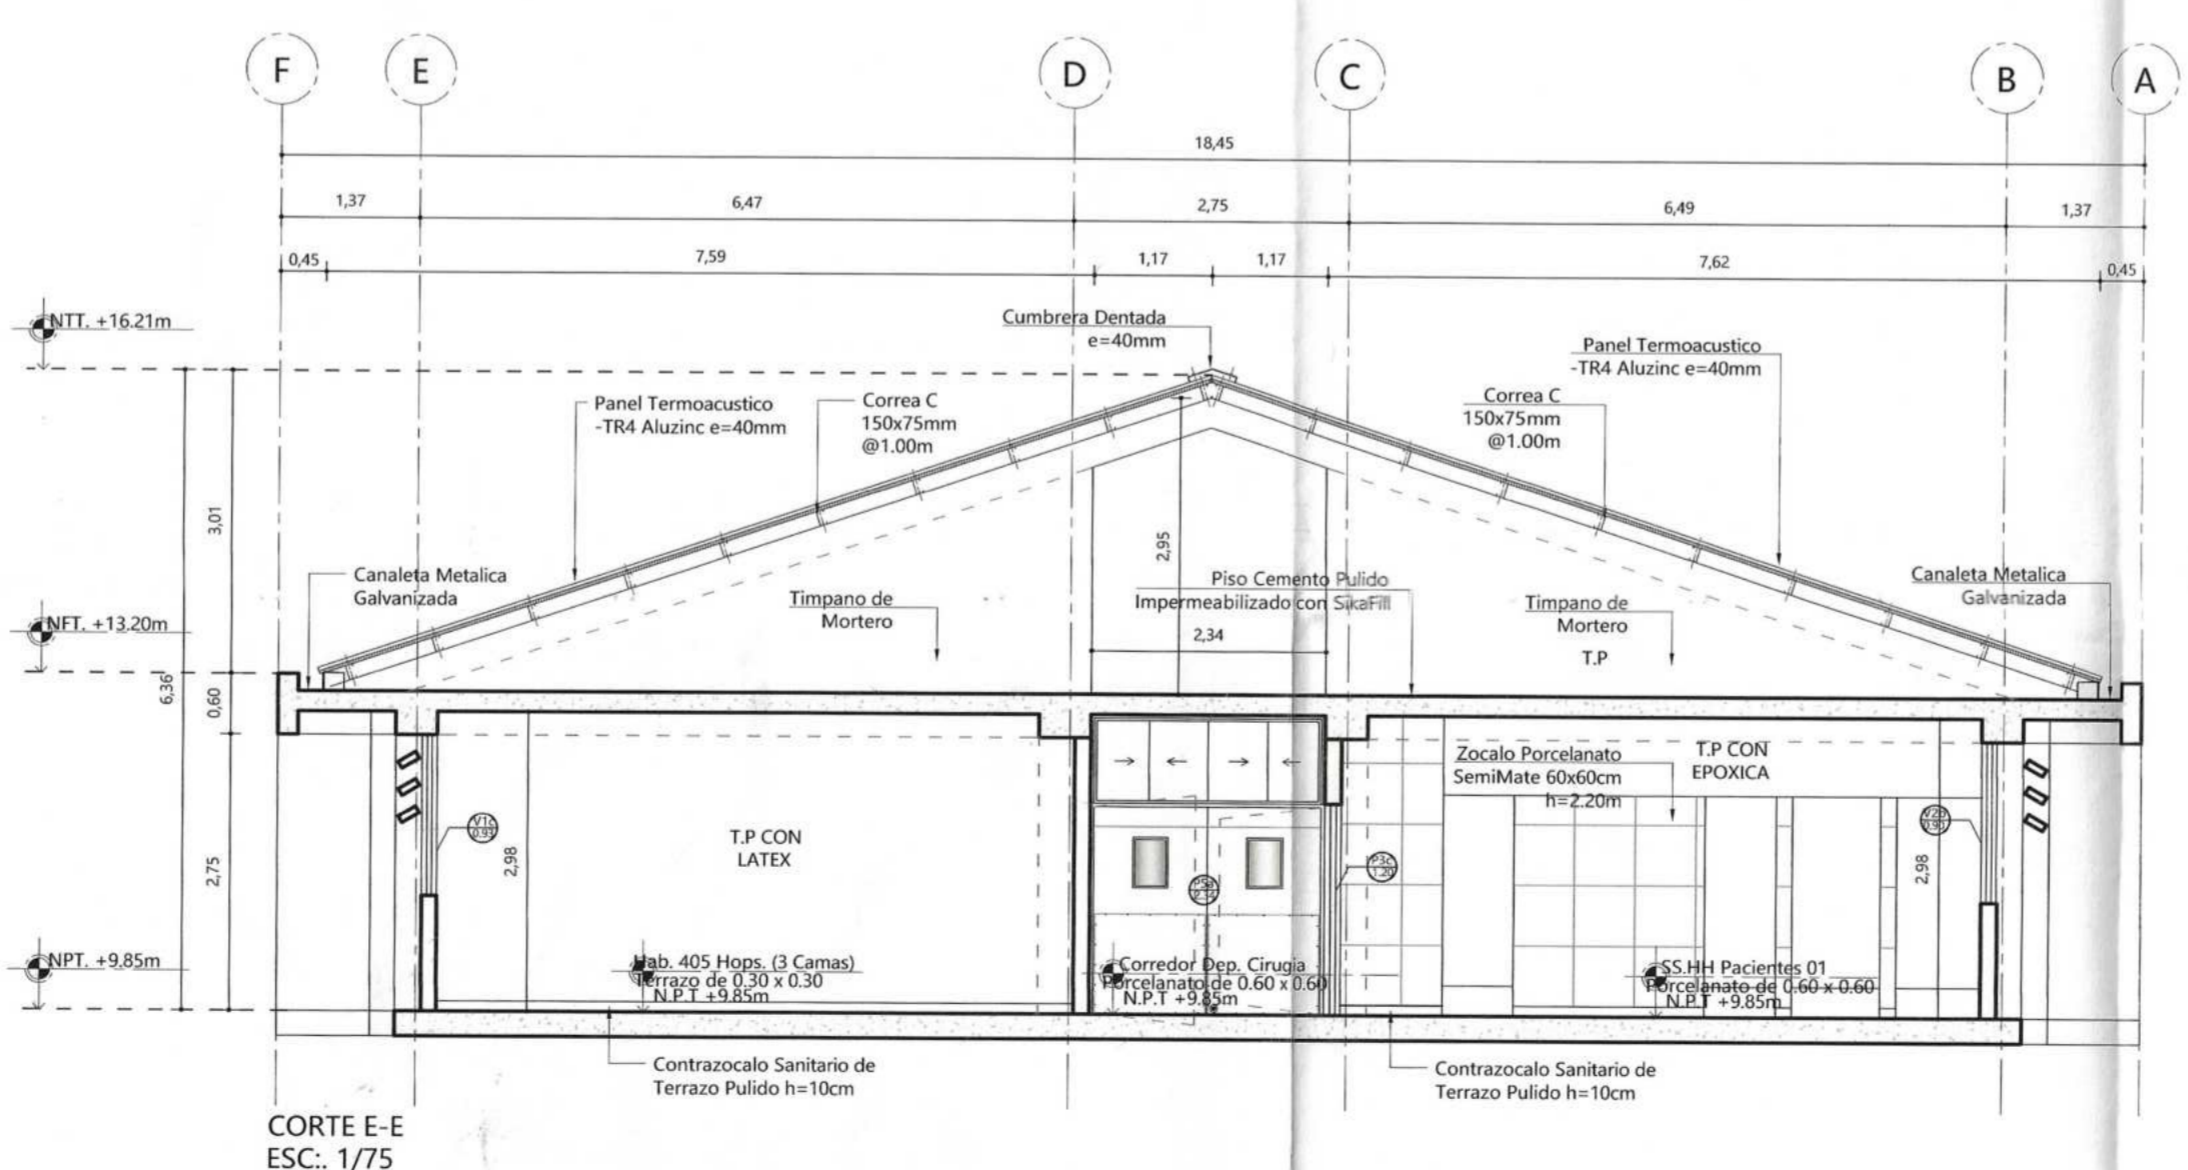 F
E
D
C
B
A
18,45
1,37
6,47
2,75
6,49
1,37
0,45
7,59
1,17
1,17
7,62
0,45
NTT. +16.21m
Cumbrera Dentada
e=40mm
Panel Termoacustico
-TR4 Aluzinc e=40mm
Panel Termoacustico
-TR4 Aluzinc e=40mm
Correa C
150x75mm
@1.00m
Correa C
150x75mm
@1.00m
3,01
2,95
Canaleta Metalica
Galvanizada
Timpano de
Mortero
Piso Cemento Pulido
Impermeabilizado con SikaFill
Timpano de
Mortero
T.P
Canaleta Metalica
Galvanizada
NFT. +13.20m
2,34
6,36
0,60
Zocalo Porcelanato
SemiMate 60x60cm
h=2.20m
T.P CON
EPOXICA
V1c
0.93
T.P CON
LATEX
2,98
2,75
P3c
1.20
2,98
NPT. +9.85m
Hab. 405 Hops. (3 Camas)
Terrazo de 0.30 x 0.30
N.P.T +9.85m
Corredor Dep. Cirugia
Porcelanato de 0.60 x 0.60
N.P.T +9.85m
SS.HH Pacientes 01
Porcelanato de 0.60 x 0.60
N.P.T +9.85m
Contrazocalo Sanitario de
Terrazo Pulido h=10cm
Contrazocalo Sanitario de
Terrazo Pulido h=10cm
CORTE E-E
ESC:. 1/75